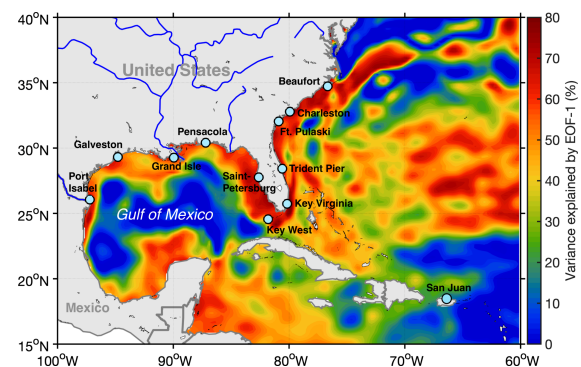 40°N
35°N
30°N
25°N
20°N
15°N
100°W
90°W
80°W
70°W
60°W
United States
Beaufort
Charleston
Ft. Pulaski
Pensacola
Galveston
Grand Isle
Trident Pier
Port
Isabel
Saint-
Petersburg
Key Virginia
Gulf of Mexico
Key West
San Juan
Mexico
80
70
60
50
40
30
20
10
0
Variance explained by EOF-1 (%)